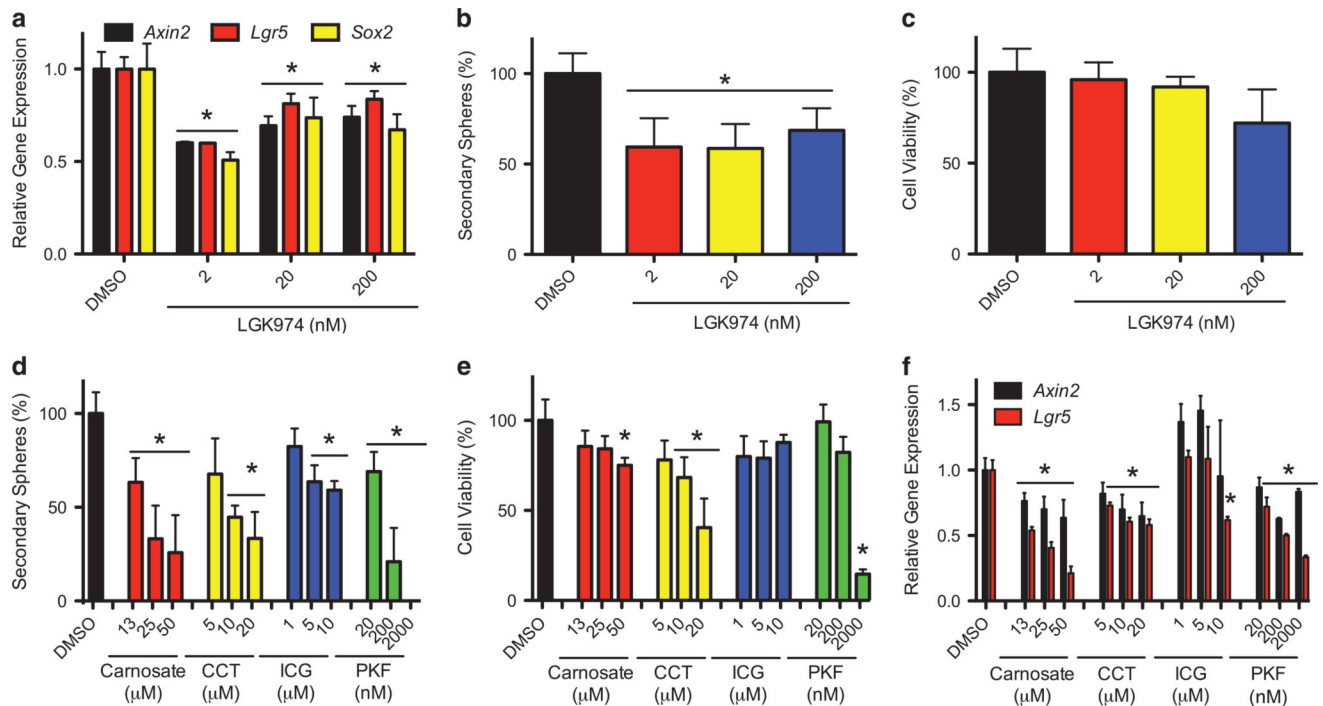 a
Axin2 Lgr5 Sox2
Relative Gene Expression
1.0
0.5
0.0
* * *
DMSO 2 20 200
LGK974 (nM)
b
Secondary Spheres (%)
100
50
0
*
DMSO 2 20 200
LGK974 (nM)
c
Cell Viability (%)
100
50
0
DMSO 2 20 200
LGK974 (nM)
d
Secondary Spheres (%)
100
50
0
* * * *
DMSO 13 25 50 5 10 20 1 5 10 20 200 2000
Carnosate CCT ICG PKF
(μM) (μM) (μM) (nM)
e
Cell Viability (%)
100
50
0
* * *
DMSO 13 25 50 5 10 20 1 5 10 20 200 2000
Carnosate CCT ICG PKF
(μM) (μM) (μM) (nM)
f
Axin2
Lgr5
Relative Gene Expression
1.5
1.0
0.5
0.0
* * * *
DMSO 13 25 50 5 10 20 1 5 10 20 200 2000
Carnosate CCT ICG PKF
(μM) (μM) (μM) (nM)